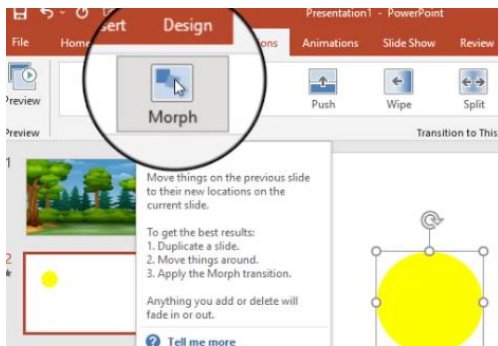 Presentation1 - PowerPoint
File
Home
sert
Design
ons
Animations
Slide Show
Review
Preview
Morph
Push
Wipe
Split
Preview
Transition to This
1
Move things on the previous slide
to their new locations on the
current slide.
To get the best results:
1. Duplicate a slide.
2. Move things around.
3. Apply the Morph transition.
Anything you add or delete will
fade in or out.
2
Tell me more